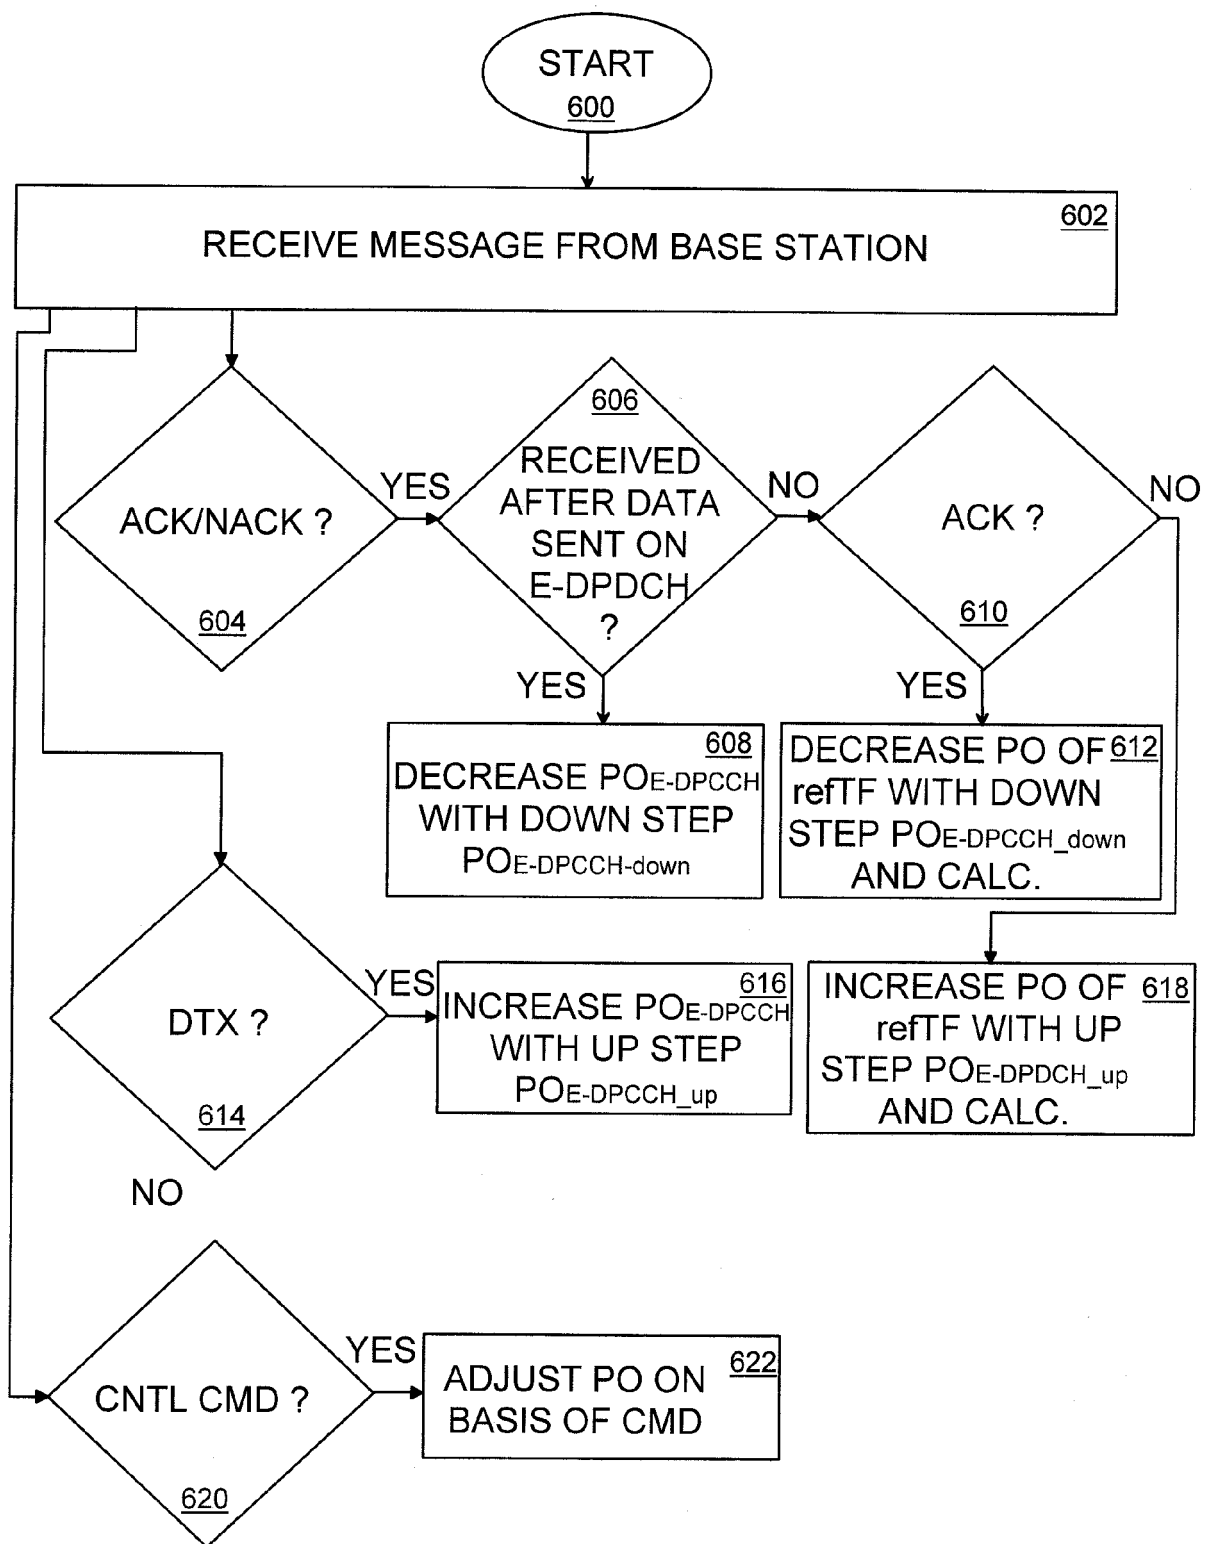 START
600
602
RECEIVE MESSAGE FROM BASE STATION
ACK/NACK ?
604
YES
606
RECEIVED
AFTER DATA
SENT ON
E-DPDCH
?
NO
ACK ?
610
NO
YES
YES
608
DECREASE POE-DPCCH
WITH DOWN STEP
POE-DPCCH-down
DECREASE PO OF 612
refTF WITH DOWN
STEP POE-DPCCH_down
AND CALC.
DTX ?
614
YES
616
INCREASE POE-DPCCH
WITH UP STEP
POE-DPCCH_up
INCREASE PO OF 618
refTF WITH UP
STEP POE-DPDCH_up
AND CALC.
NO
CNTL CMD ?
620
YES
622
ADJUST PO ON
BASIS OF CMD